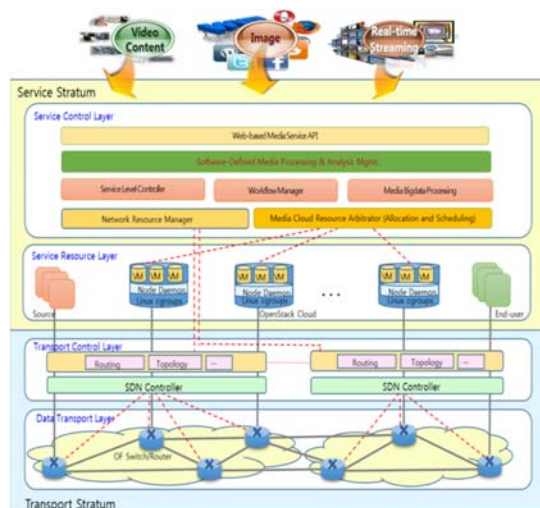 Video
Content
Image
Real-time
Streaming
Service Stratum
Service Control Layer
Web-based Media Service API
Software-Defined Media Processing & Analysis Mgmt.
Service Level Controller
Workflow Manager
Media Bigdata Processing
Network Resource Manager
Media Cloud Resource Arbitrator (Allocation and Scheduling)
Service Resource Layer
Node Daemon
Linux cgroups
Node Daemon
Linux cgroups
...
Node Daemon
Linux cgroups
Source
OpenStack Cloud
End-user
Transport Control Layer
Routing
Topology
...
Routing
Topology
...
SDN Controller
SDN Controller
Data Transport Layer
OF Switch/Router
Transport Stratum